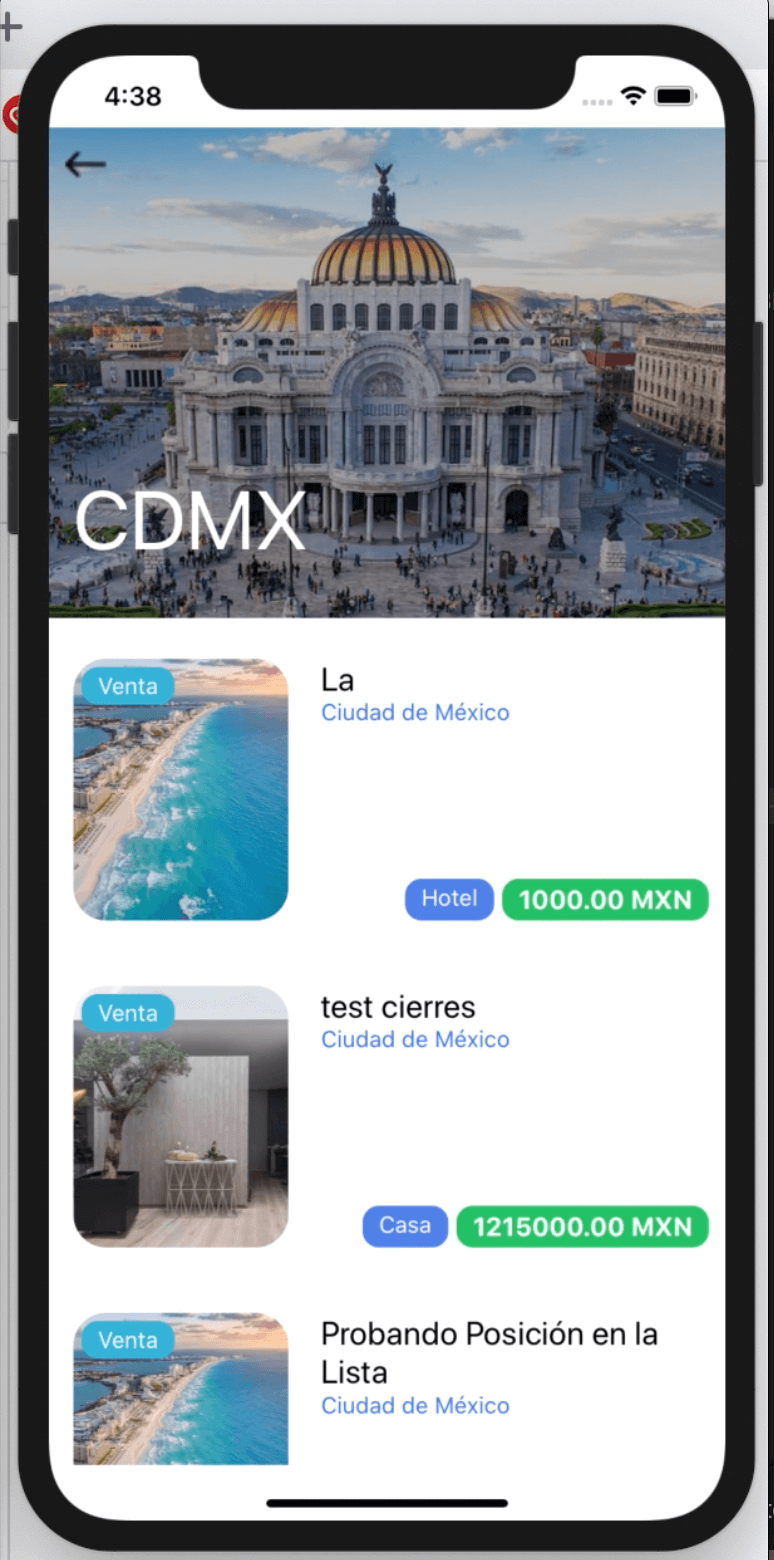 4:38
CDMX
Venta
La
Ciudad de México
Hotel 1000.00 MXN
Venta
test cierres
Ciudad de México
Casa 1215000.00 MXN
Venta
Probando Posición en la
Lista
Ciudad de México